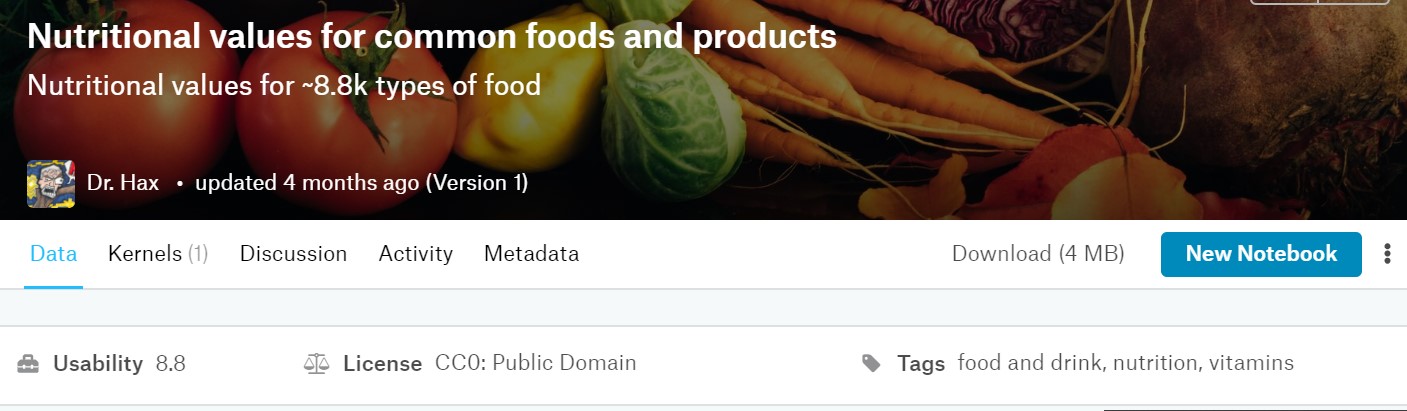 Nutritional values for common foods and products
Nutritional values for ~8.8k types of food
Dr. Hax • updated 4 months ago (Version 1)
Data Kernels (1) Discussion Activity Metadata Download (4 MB) New Notebook
Usability 8.8 License CC0: Public Domain Tags food and drink, nutrition, vitamins